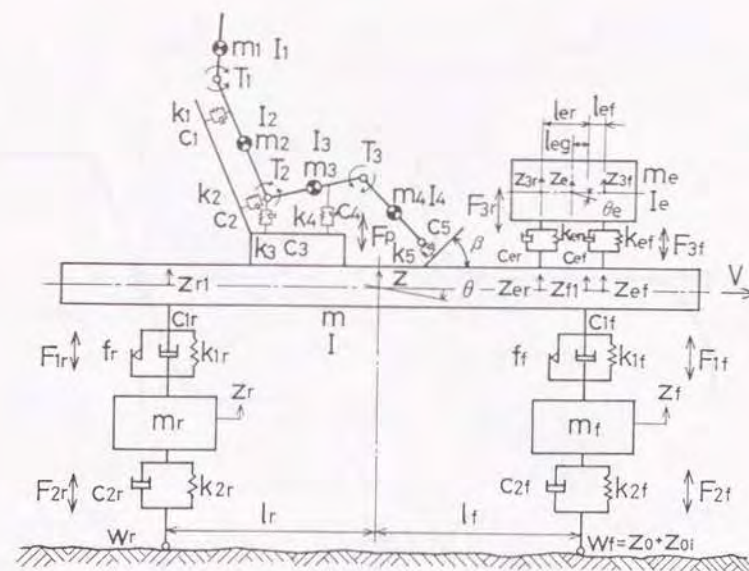 m1 I1
T1
k1
c1
I2
m2
T2
I3
m3
T3
k2
c2
k4
c4
m4 I4
k3
c3
Fp
c5
k5
β
ler
lef
leg
z3r
ze
z3f
me
θe
Ie
F3r
ker
kef
F3f
cer
cef
zr1
z
θ
zer
zf1
zef
V
m
I
c1r
F1r
fr
k1r
c1f
ff
k1f
F1f
zr
mr
zf
mf
F2r
c2r
k2r
c2f
k2f
F2f
lr
lf
wr
wf=zo+zoi